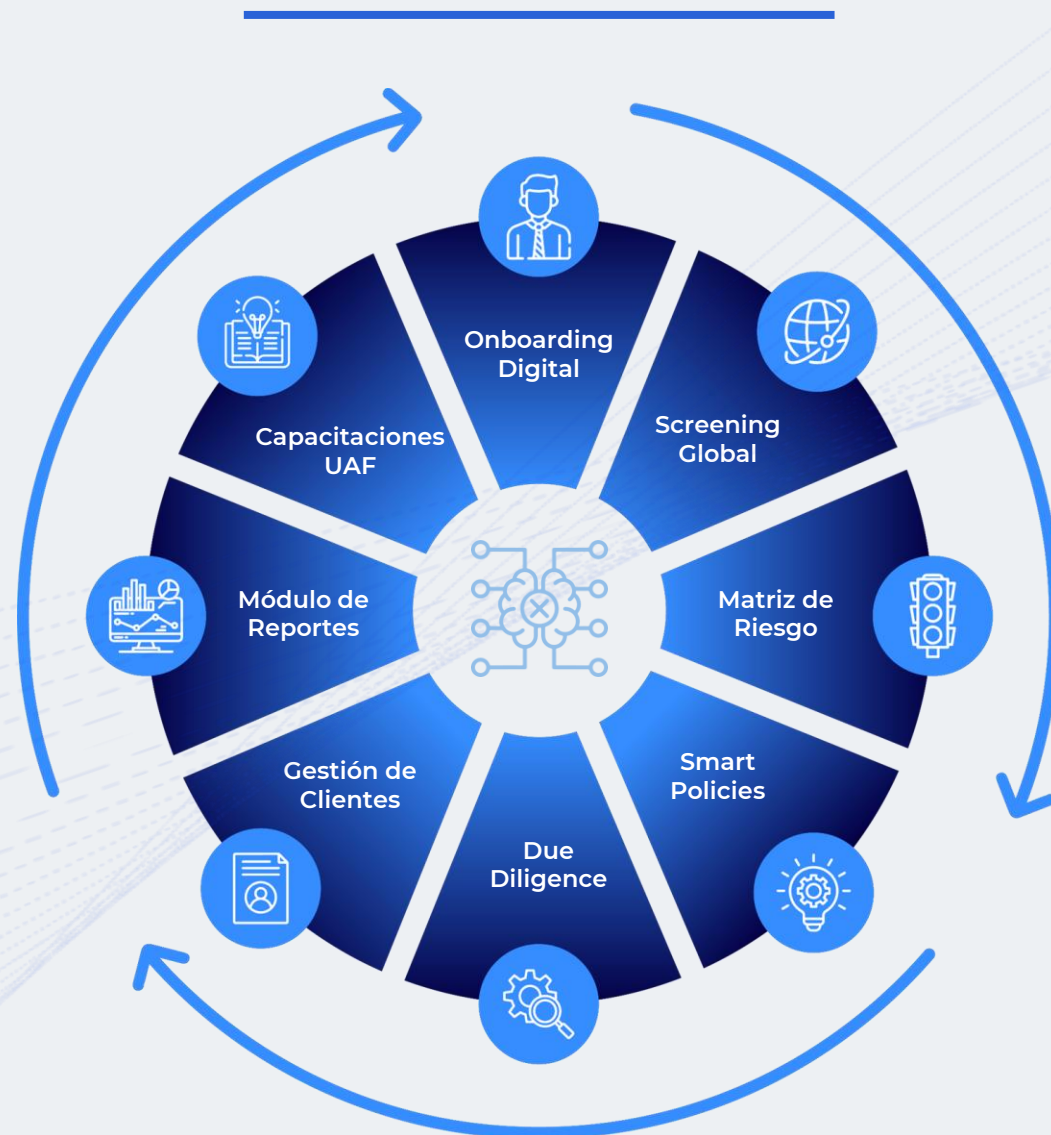 Onboarding
Digital
Screening
Global
Matriz de
Riesgo
Smart
Policies
Due
Diligence
Gestión de
Clientes
Módulo de
Reportes
Capacitaciones
UAF